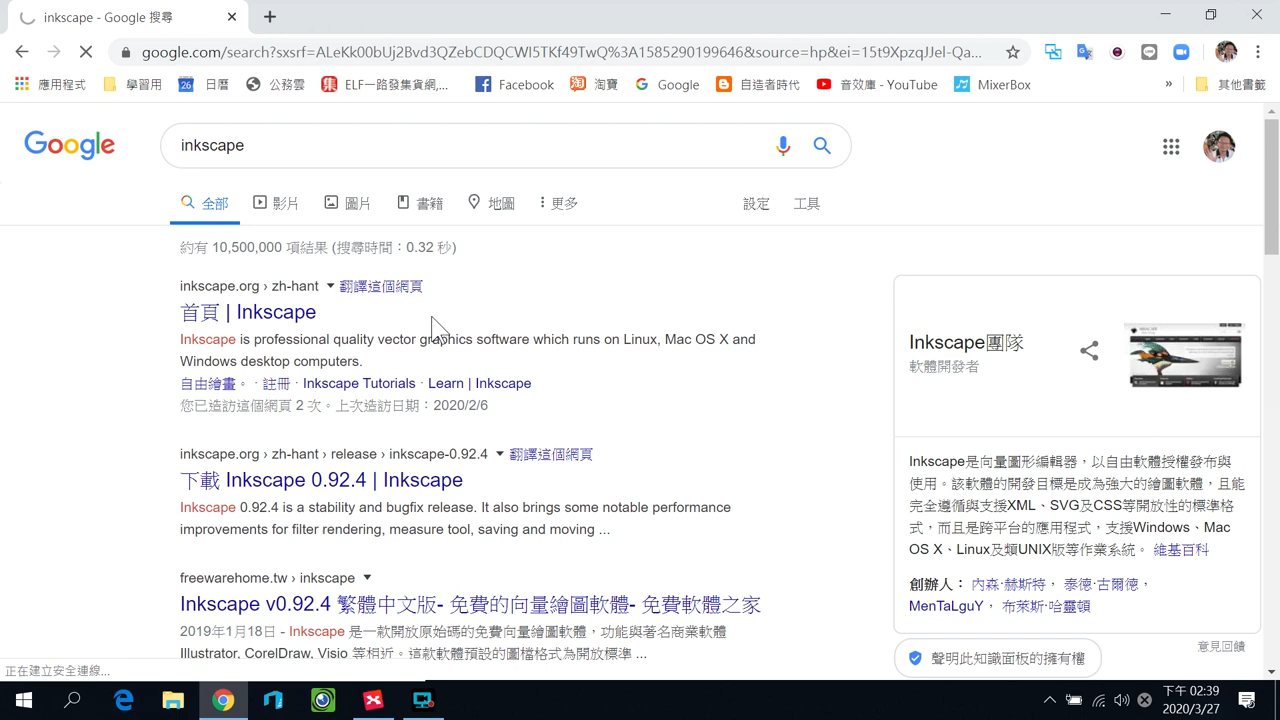 inkscape - Google 搜尋
google.com/search?sxsrf=ALeKk00bUj2Bvd3QZebCDQCWI5TKf49TwQ%3A1585290199646&source=hp&ei=15t9XpzqJJel-Qa...
應用程式 學習用 26 日曆 公務雲 集 ELF一路發集貨網,... Facebook 淘寶 Google 自造者時代 音效庫 - YouTube MixerBox » 其他書籤
Google
inkscape
全部 影片 圖片 書籍 地圖 更多 設定 工具
約有 10,500,000 項結果 (搜尋時間：0.32 秒)
inkscape.org › zh-hant 翻譯這個網頁
首頁 | Inkscape
Inkscape is professional quality vector graphics software which runs on Linux, Mac OS X and
Windows desktop computers.
自由繪畫。 · 註冊 · Inkscape Tutorials · Learn | Inkscape
您已造訪這個網頁 2 次。上次造訪日期：2020/2/6
inkscape.org › zh-hant › release › inkscape-0.92.4 翻譯這個網頁
下載 Inkscape 0.92.4 | Inkscape
Inkscape 0.92.4 is a stability and bugfix release. It also brings some notable performance
improvements for filter rendering, measure tool, saving and moving ...
freewarehome.tw › inkscape
Inkscape v0.92.4 繁體中文版- 免費的向量繪圖軟體- 免費軟體之家
2019年1月18日 - Inkscape 是一款開放原始碼的免費向量繪圖軟體，功能與著名商業軟體
Illustrator, CorelDraw, Visio 等相近。這款軟體預設的圖檔格式為開放標準 ...
Inkscape團隊
軟體開發者
Inkscape是向量圖形編輯器，以自由軟體授權發布與
使用。該軟體的開發目標是成為強大的繪圖軟體，且能
完全遵循與支援XML、SVG及CSS等開放性的標準格
式，而且是跨平台的應用程式，支援Windows、Mac
OS X、Linux及類UNIX版等作業系統。 維基百科
創辦人： 內森·赫斯特， 泰德·古爾德，
MenTaLguY， 布萊斯·哈靈頓
意見回饋
聲明此知識面板的擁有權
正在建立安全連線...
下午 02:39
2020/3/27